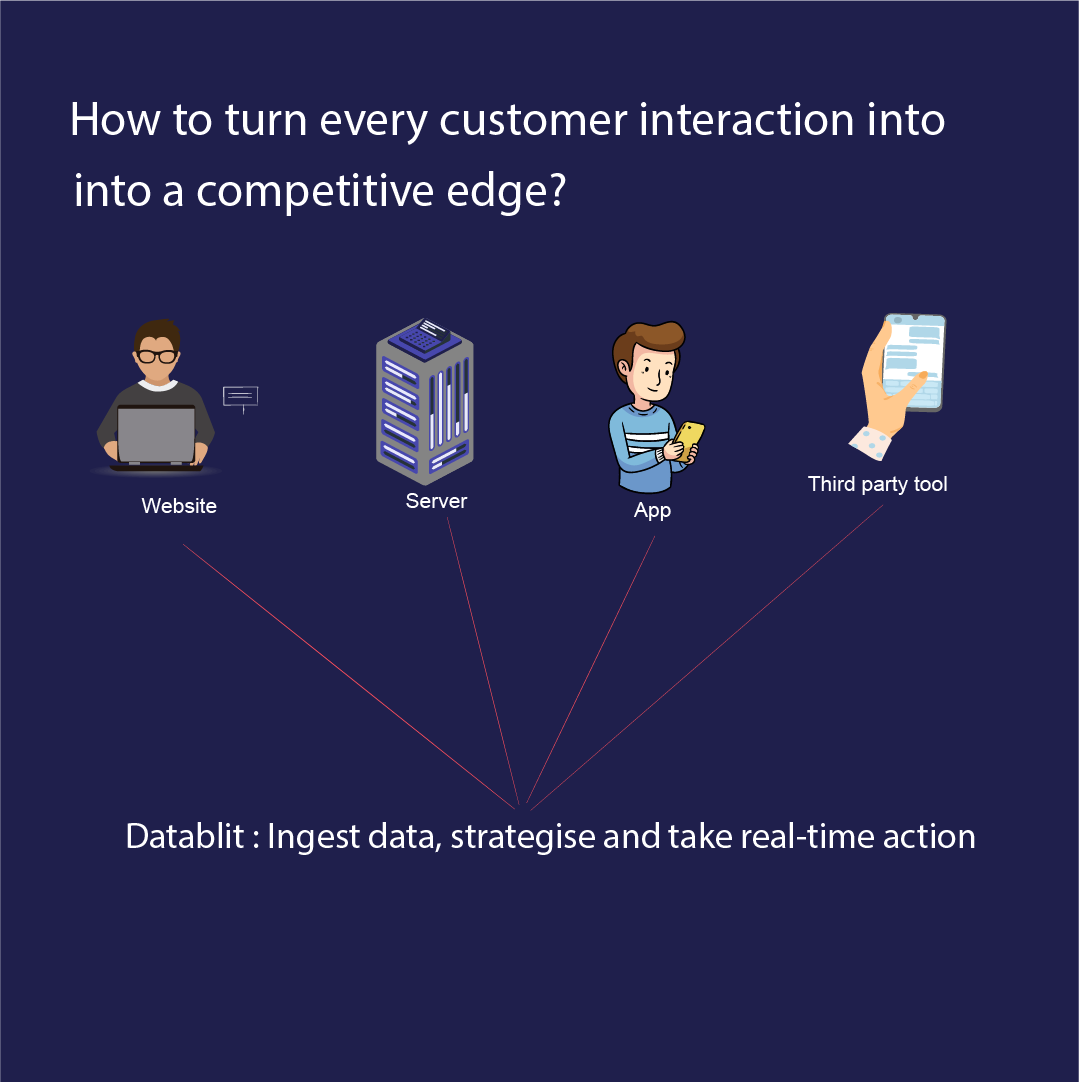 How to turn every customer interaction into
into a competitive edge?
Website
Server
App
Third party tool
Datablit : Ingest data, strategise and take real-time action